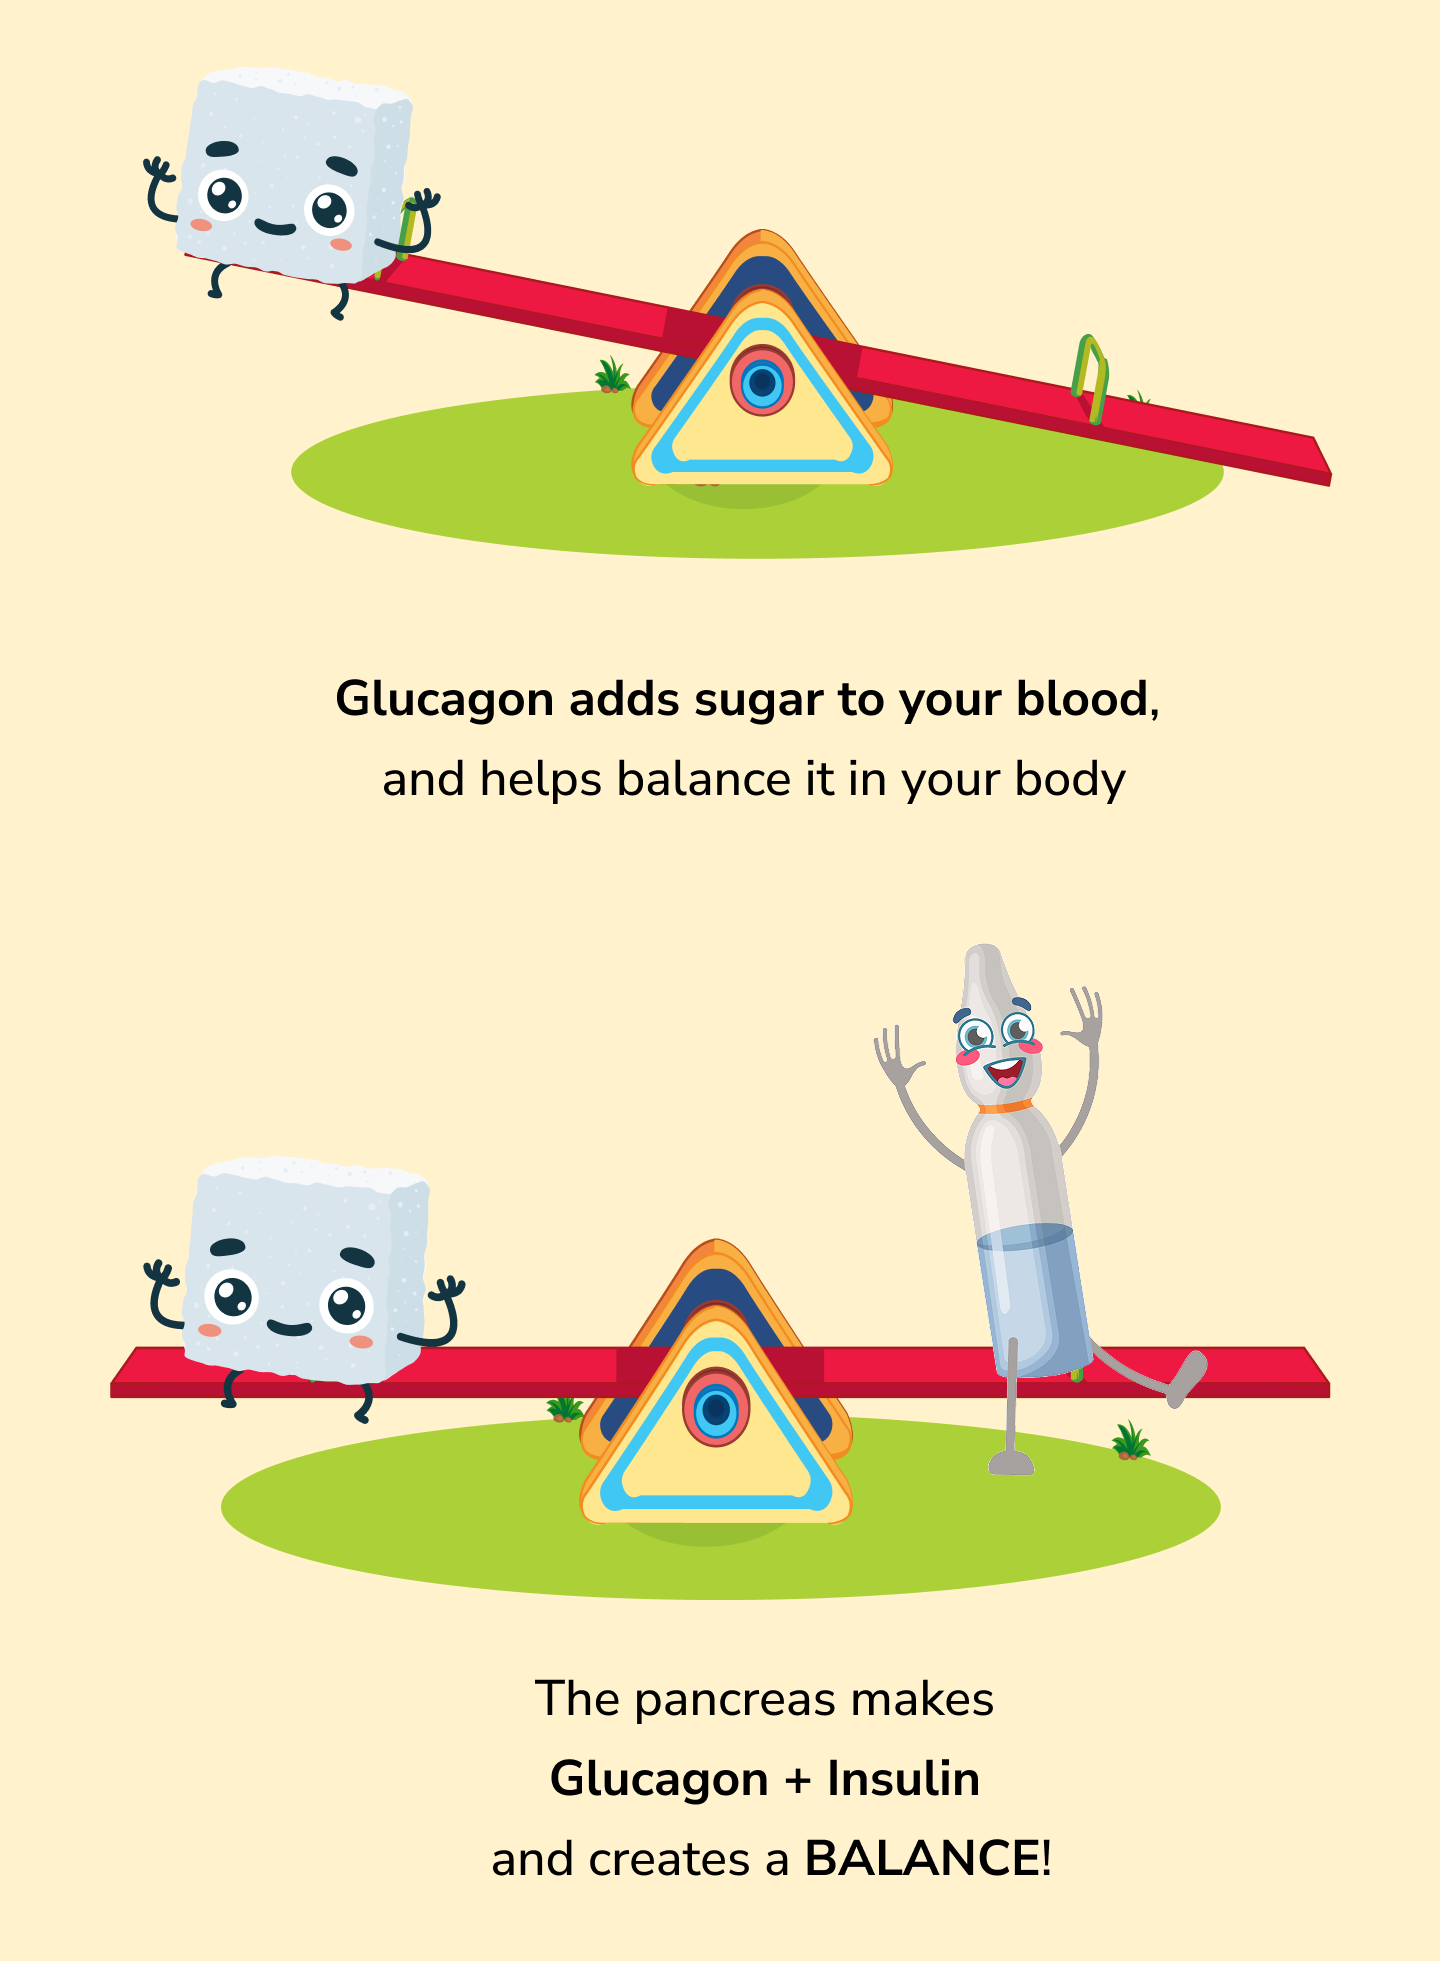 Glucagon adds sugar to your blood,
and helps balance it in your body
The pancreas makes
Glucagon + Insulin
and creates a BALANCE!